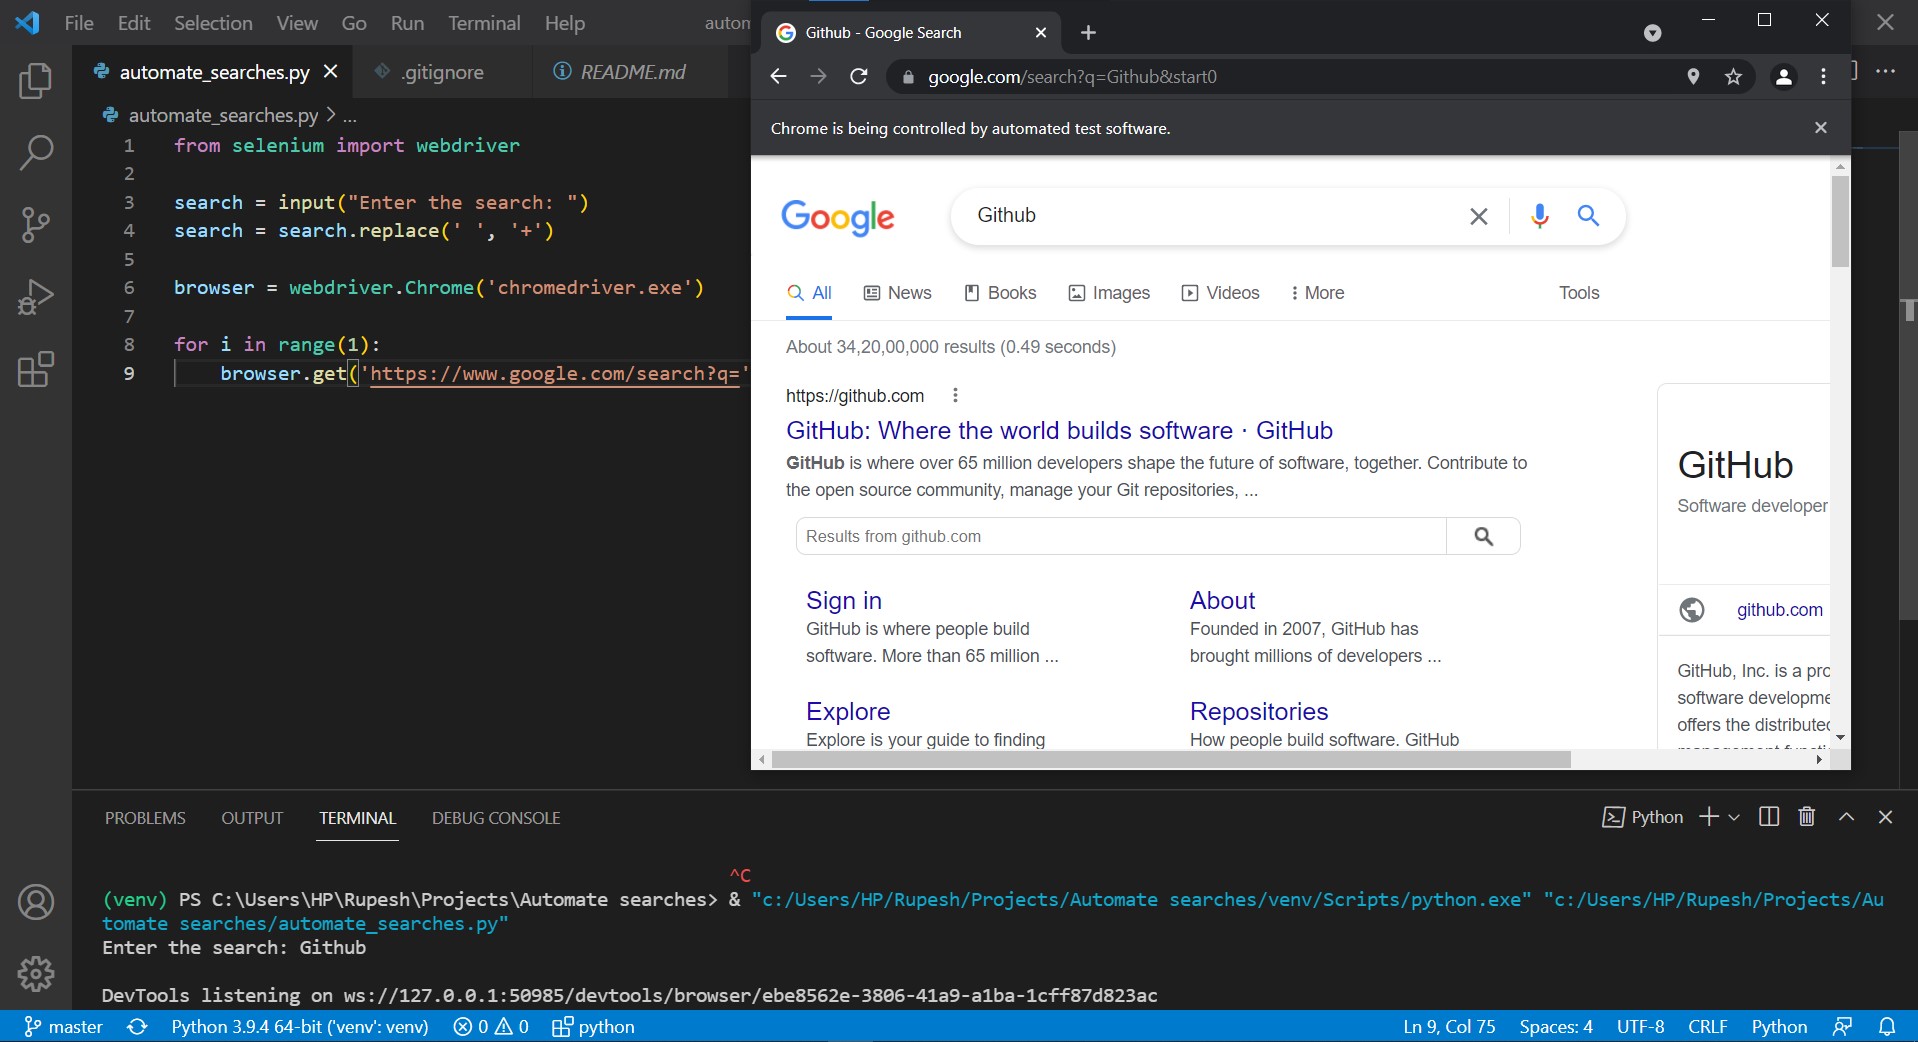 File Edit Selection View Go Run Terminal Help
automate_searches.py .gitignore README.md
automate_searches.py > ...
1 from selenium import webdriver
2
3 search = input("Enter the search: ")
4 search = search.replace(' ', '+')
5
6 browser = webdriver.Chrome('chromedriver.exe')
7
8 for i in range(1):
9 browser.get('https://www.google.com/search?q='
Github - Google Search
google.com/search?q=Github&start0
Chrome is being controlled by automated test software.
Google
Github
All News Books Images Videos More Tools
About 34,20,00,000 results (0.49 seconds)
https://github.com
GitHub: Where the world builds software · GitHub
GitHub is where over 65 million developers shape the future of software, together. Contribute to
the open source community, manage your Git repositories, ...
Results from github.com
Sign in
GitHub is where people build
software. More than 65 million ...
About
Founded in 2007, GitHub has
brought millions of developers ...
Explore
Explore is your guide to finding
Repositories
How people build software. GitHub
GitHub
Software developer
github.com
GitHub, Inc. is a
offers the
PROBLEMS OUTPUT TERMINAL DEBUG CONSOLE
Python
^C
(venv) PS C:\Users\HP\Rupesh\Projects\Automate searches> & "c:/Users/HP/Rupesh/Projects/Automate searches/venv/Scripts/python.exe" "c:/Users/HP/Rupesh/Projects/Au
tomate searches/automate_searches.py"
Enter the search: Github
DevTools listening on ws://127.0.0.1:50985/devtools/browser/ebe8562e-3806-41a9-a1ba-1cff87d823ac
master Python 3.9.4 64-bit ('venv': venv) 0 0 python Ln 9, Col 75 Spaces: 4 UTF-8 CRLF Python